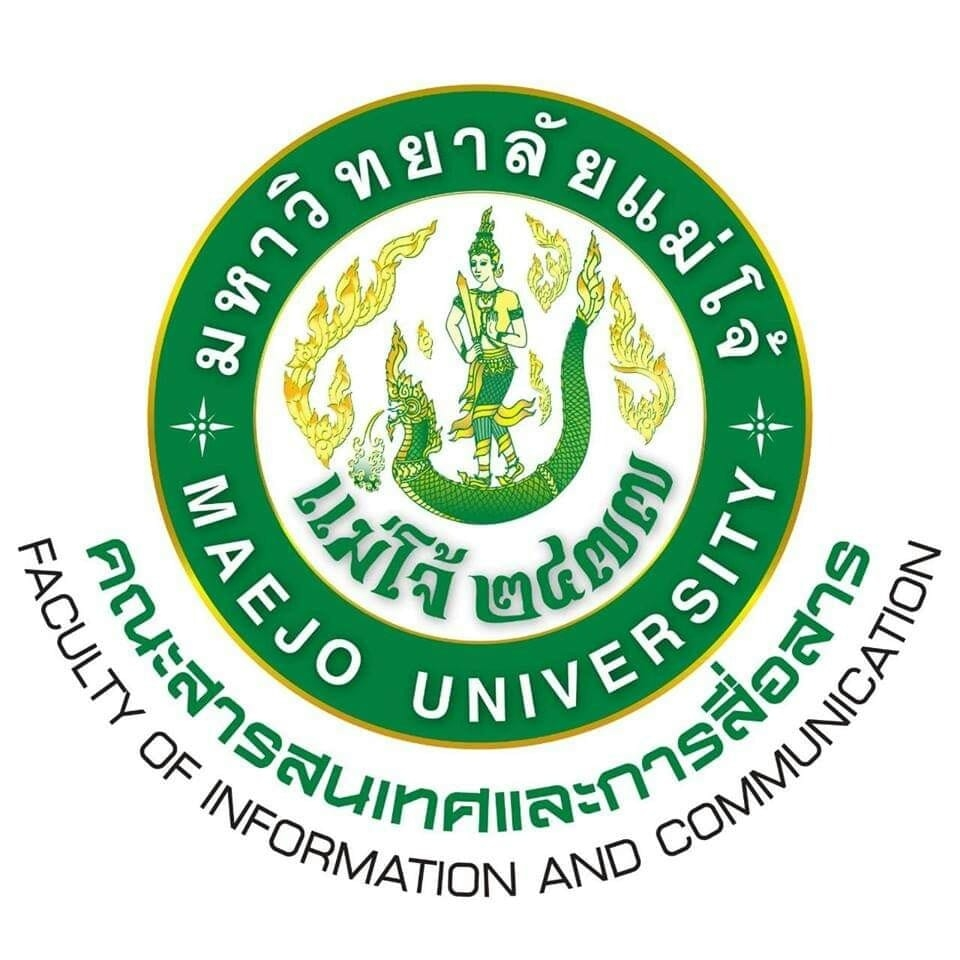 มหาวิทยาลัยแม่โจ้
แม่โจ้ ๒๔๗๗
MAEJO UNIVERSITY
คณะสารสนเทศและการสื่อสาร
FACULTY OF INFORMATION AND COMMUNICATION